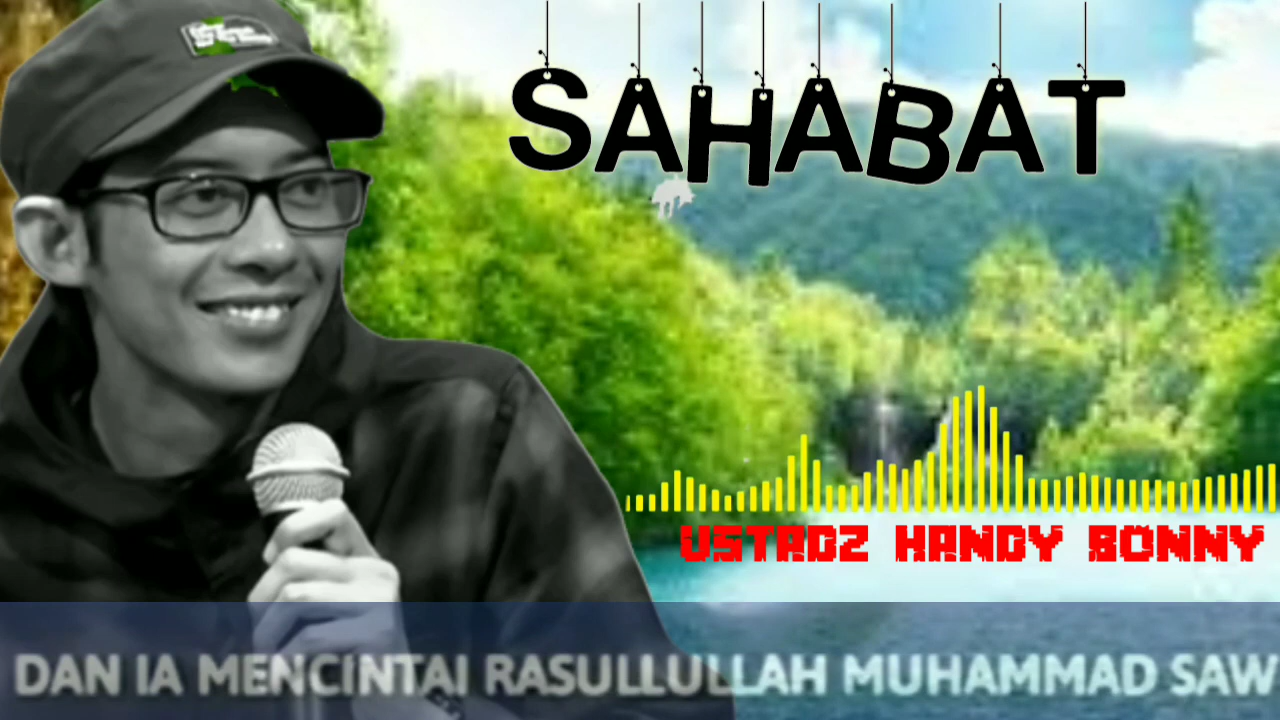 SAHABAT
USTADZ HANDY BONNY
DAN IA MENCINTAI RASULLULLAH MUHAMMAD SAW